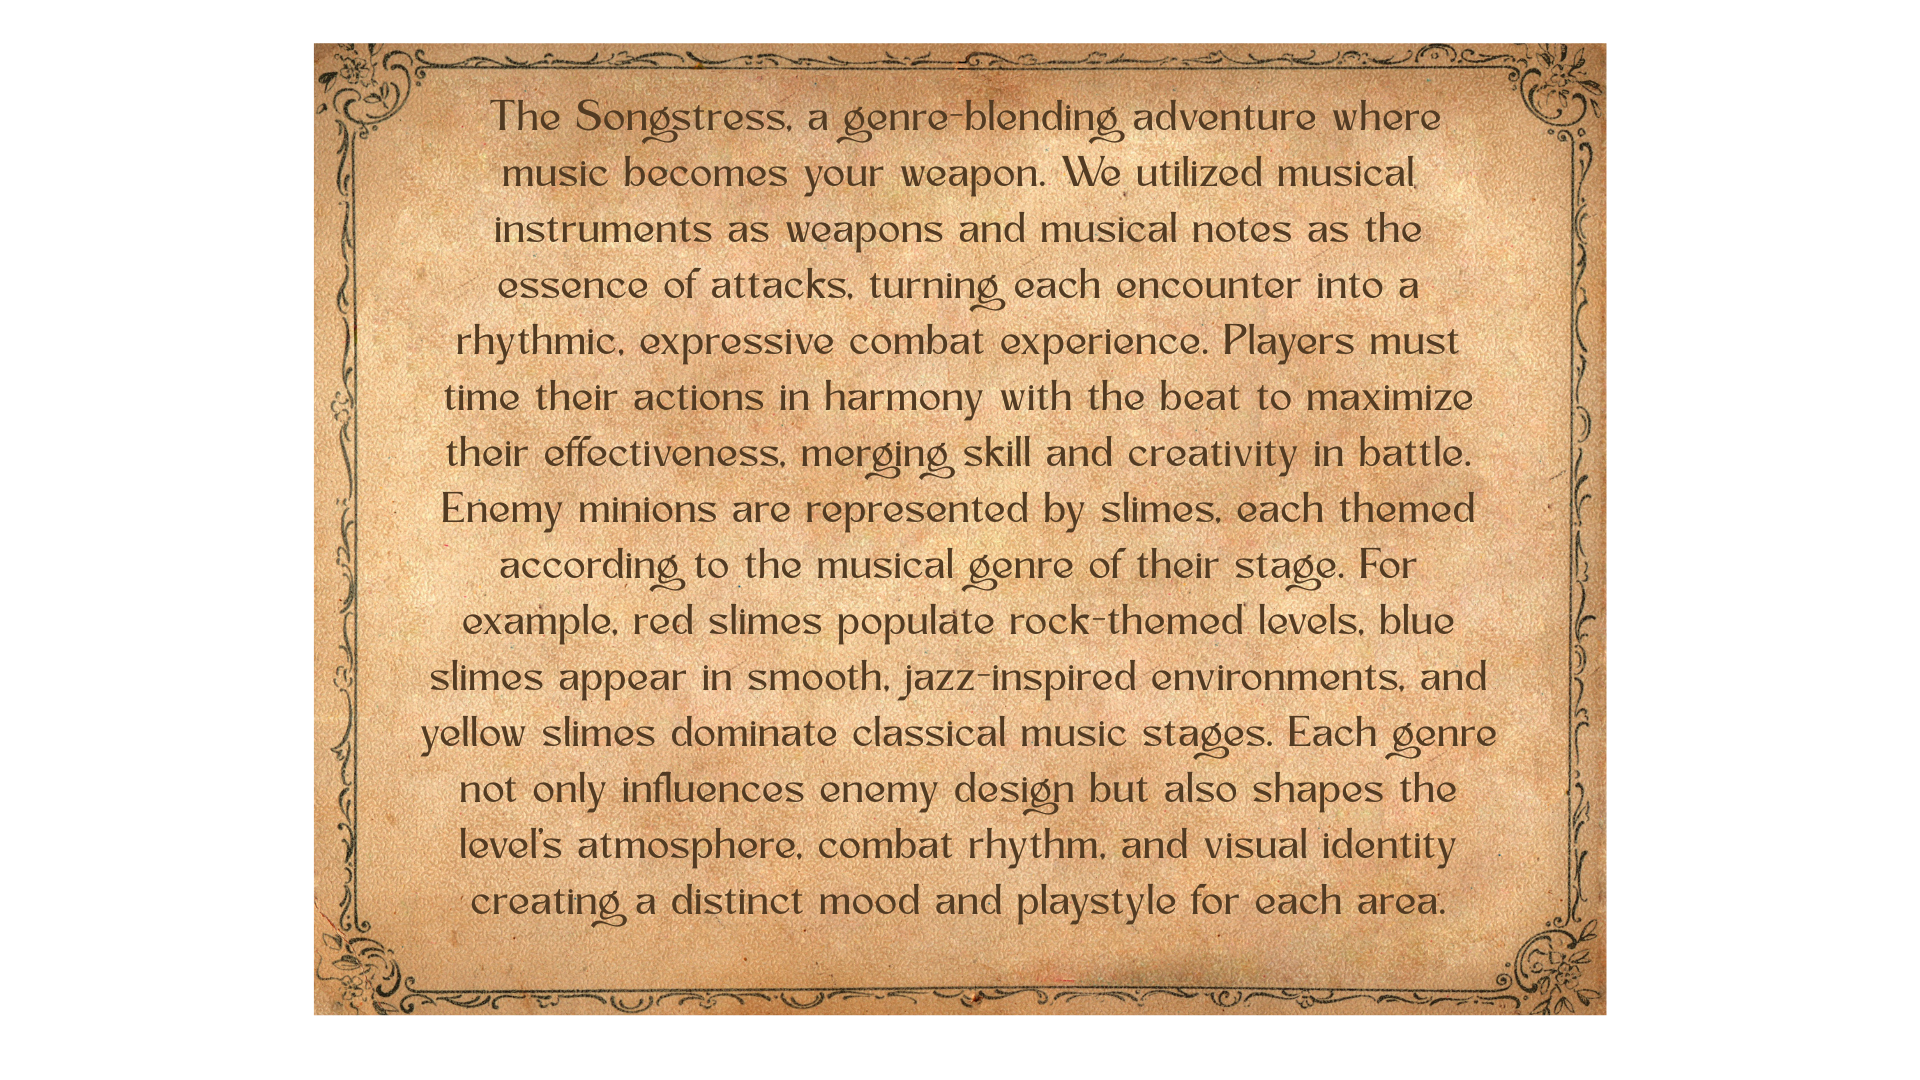 The Songstress, a genre-blending adventure where
music becomes your weapon. We utilized musical
instruments as weapons and musical notes as the
essence of attacks, turning each encounter into a
rhythmic, expressive combat experience. Players must
time their actions in harmony with the beat to maximize
their effectiveness, merging skill and creativity in battle.
Enemy minions are represented by slimes, each themed
according to the musical genre of their stage. For
example, red slimes populate rock-themed levels, blue
slimes appear in smooth, jazz-inspired environments, and
yellow slimes dominate classical music stages. Each genre
not only influences enemy design but also shapes the
level's atmosphere, combat rhythm, and visual identity
creating a distinct mood and playstyle for each area.